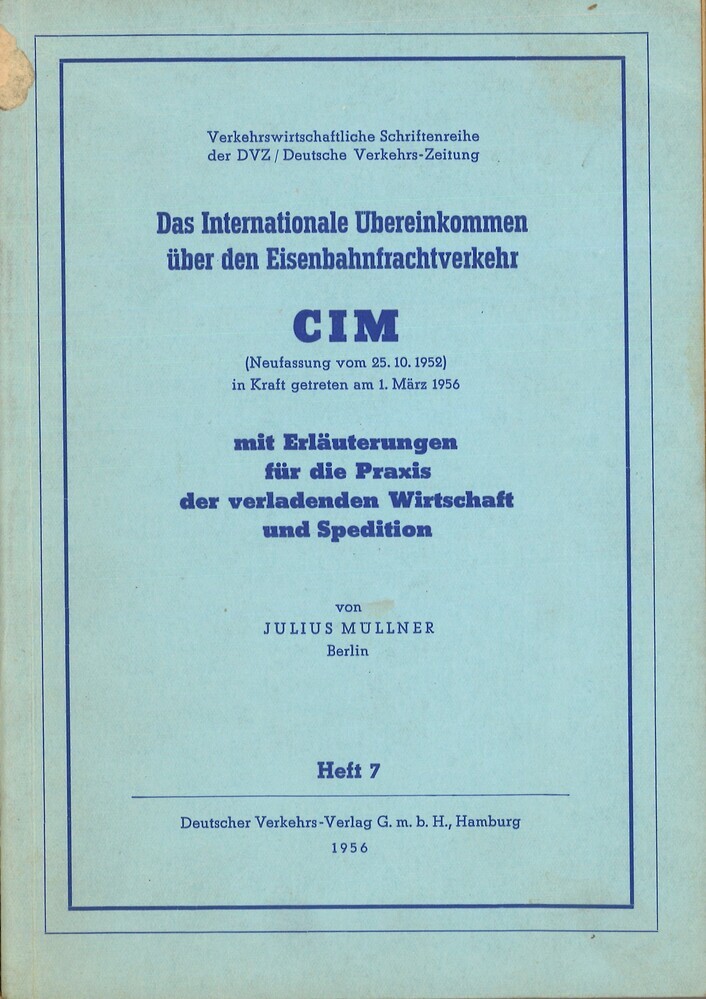 Verkehrswirtschaftliche Schriftenreihe
der DVZ / Deutsche Verkehrs-Zeitung
Das Internationale Übereinkommen
über den Eisenbahnfrachtverkehr
CIM
(Neufassung vom 25. 10. 1952)
in Kraft getreten am 1. März 1956
mit Erläuterungen
für die Praxis
der verladenden Wirtschaft
und Spedition
von
JULIUS MÜLLNER
Berlin
Heft 7
Deutscher Verkehrs-Verlag G. m. b. H., Hamburg
1956